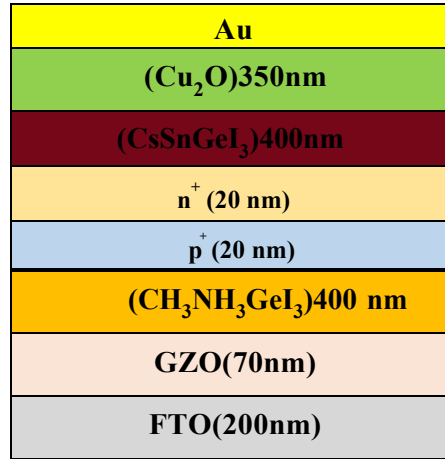 Au
(Cu₂O)350nm
(CsSnGeI₃)400nm
n⁺ (20 nm)
p⁺ (20 nm)
(CH₃NH₃GeI₃)400 nm
GZO(70nm)
FTO(200nm)